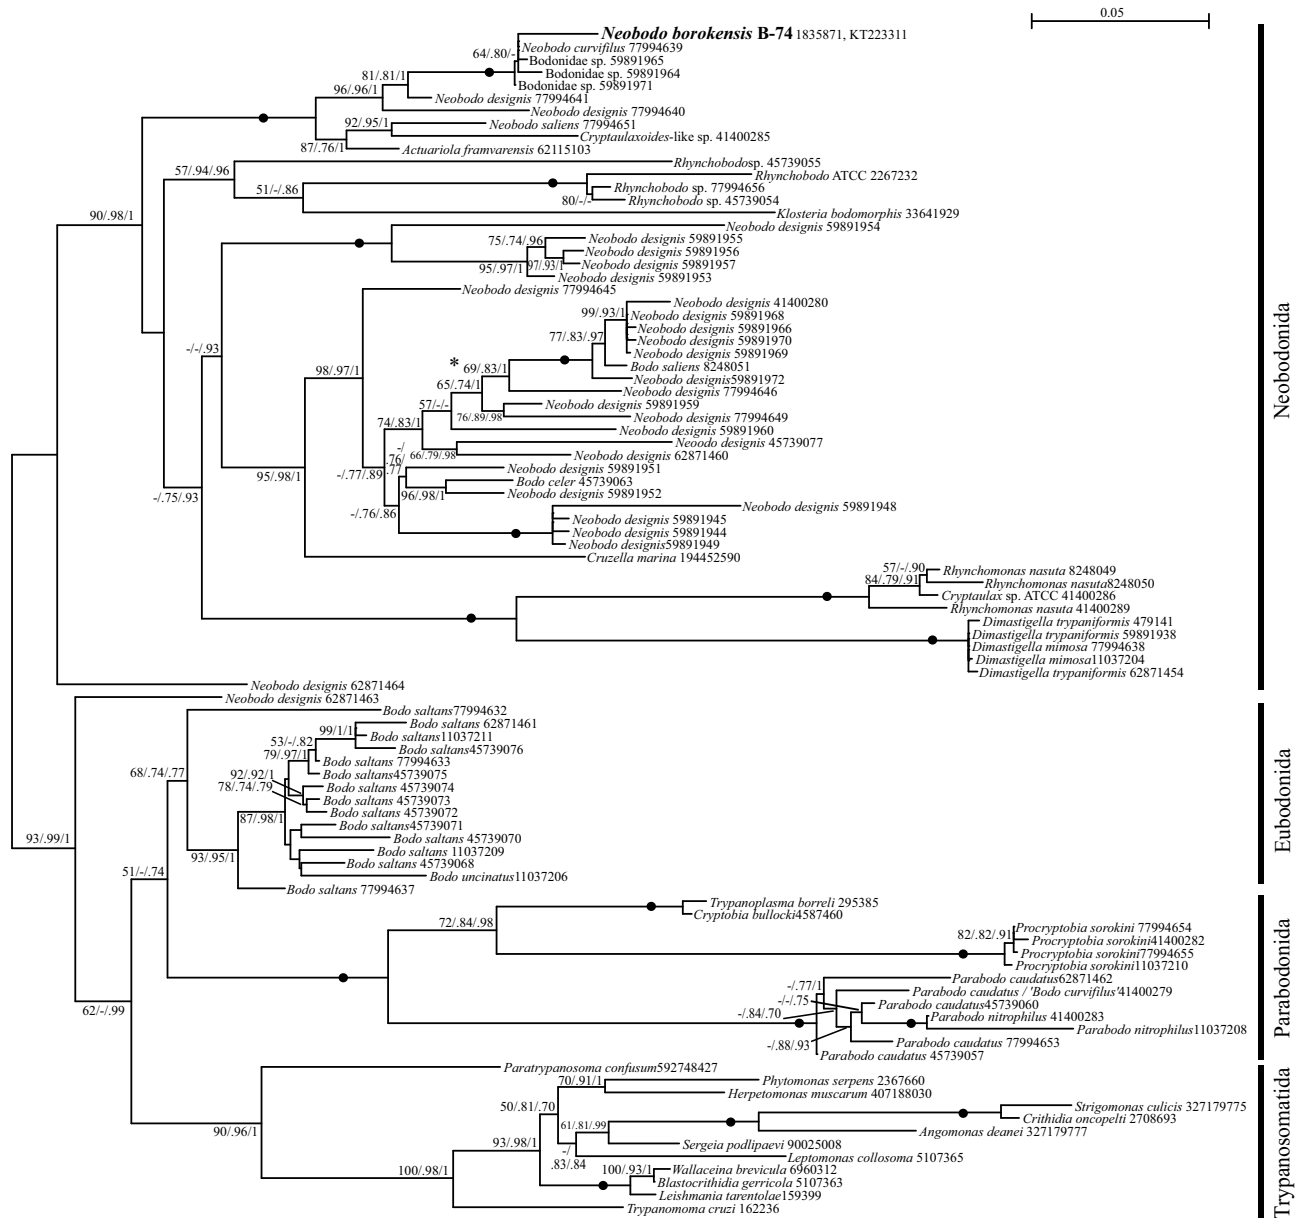 0.05
Neobodo borokensis B-74 1835871, KT223311
Neobodo curvifilus 77994639
64/.80/-
Bodonidae sp. 59891965
Bodonidae sp. 59891964
81/.81/1
Bodonidae sp. 59891971
96/.96/1
Neobodo designis 77994641
Neobodo designis 77994640
92/.95/1
Neobodo saliens 77994651
Cryptaulaxoides-like sp. 41400285
87/.76/1
Actuariola framvarensis 62115103
Rhynchobodosp. 45739055
57/.94/.96
Rhynchobodo ATCC 2267232
51/-/.86
Rhynchobodo sp. 77994656
80/-/-
Rhynchobodo sp. 45739054
90/.98/1
Klosteria bodomorphis 33641929
Neobodo designis 59891954
75/.74/.96
Neobodo designis 59891955
Neobodo designis 59891956
95/.97/1
97/.93/1
Neobodo designis 59891957
Neobodo designis 59891953
Neobodo designis 77994645
Neobodo designis 41400280
99/.93/1
Neobodo designis 59891968
Neobodo designis 59891966
77/.83/.97
Neobodo designis 59891970
-/-/.93
Neobodo designis 59891969
*
69/.83/1
Bodo saliens 8248051
98/.97/1
Neobodo designis59891972
65/.74/1
Neobodo designis 77994646
57/-/-
Neobodo designis 59891959
76/.89/.98
Neobodo designis 77994649
74/.83/1
Neobodo designis 59891960
Neoodo designis 45739077
-/
.76/
.77
66/.79/.98
Neobodo designis 62871460
95/.98/1
-/.77/.89
Neobodo designis 59891951
Bodo celer 45739063
-/.75/.93
96/.98/1
Neobodo designis 59891952
-/.76/.86
Neobodo designis 59891948
Neobodo designis 59891945
Neobodo designis 59891944
Neobodo designis59891949
Cruzella marina 194452590
57/-/.90
Rhynchomonas nasuta 8248049
84/.79/.91
Rhynchomonas nasuta8248050
Cryptaulax sp. ATCC 41400286
Rhynchomonas nasuta 41400289
Dimastigella trypaniformis 479141
Dimastigella trypaniformis 59891938
Dimastigella mimosa 77994638
Dimastigella mimosa11037204
Dimastigella trypaniformis 62871454
Neobodo designis 62871464
Neobodonida
Neobodo designis 62871463
Bodo saltans77994632
Bodo saltans 62871461
99/1/1
Bodo saltans11037211
53/-/.82
Bodo saltans45739076
79/.97/1
Bodo saltans 77994633
68/.74/.77
92/.92/1
Bodo saltans45739075
78/.74/.79
Bodo saltans 45739074
Bodo saltans 45739073
Bodo saltans 45739072
87/.98/1
Bodo saltans45739071
Bodo saltans 45739070
93/.99/1
Bodo saltans 11037209
93/.95/1
Bodo saltans 45739068
51/-/.74
Bodo uncinatus11037206
Bodo saltans 77994637
Eubodonida
Trypanoplasma borreli 295385
72/.84/.98
Cryptobia bullocki4587460
Procryptobia sorokini 77994654
82/.82/.91
Procryptobia sorokini41400282
Procryptobia sorokini77994655
Procryptobia sorokini11037210
Parabodo caudatus62871462
-/.77/1
Parabodo caudatus / 'Bodo curvifilus'41400279
-/-/.75
Parabodo caudatus45739060
62/-/.99
-/.84/.70
Parabodo nitrophilus 41400283
Parabodo nitrophilus11037208
-/.88/.93
Parabodo caudatus 77994653
Parabodo caudatus 45739057
Parabodonida
Paratrypanosoma confusum592748427
70/.91/1
Phytomonas serpens 2367660
Herpetomonas muscarum 407188030
50/.81/.70
Strigomonas culicis 327179775
61/.81/.99
Crithidia oncopelti 2708693
90/.96/1
Angomonas deanei 327179777
93/.98/1
Sergeia podlipaevi 90025008
-/
.83/.84
Leptomonas collosoma 5107365
100/.98/1
100/.93/1
Wallaceina brevicula 6960312
Blastocrithidia gerricola 5107363
Leishmania tarentolae159399
Trypanomoma cruzi 162236
Trypanosomatida